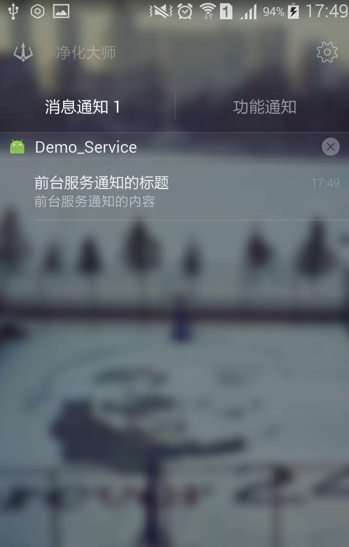 1 94% 17:49
净化大师
消息通知 1 功能通知
Demo_Service
前台服务通知的标题 17:49
前台服务通知的内容